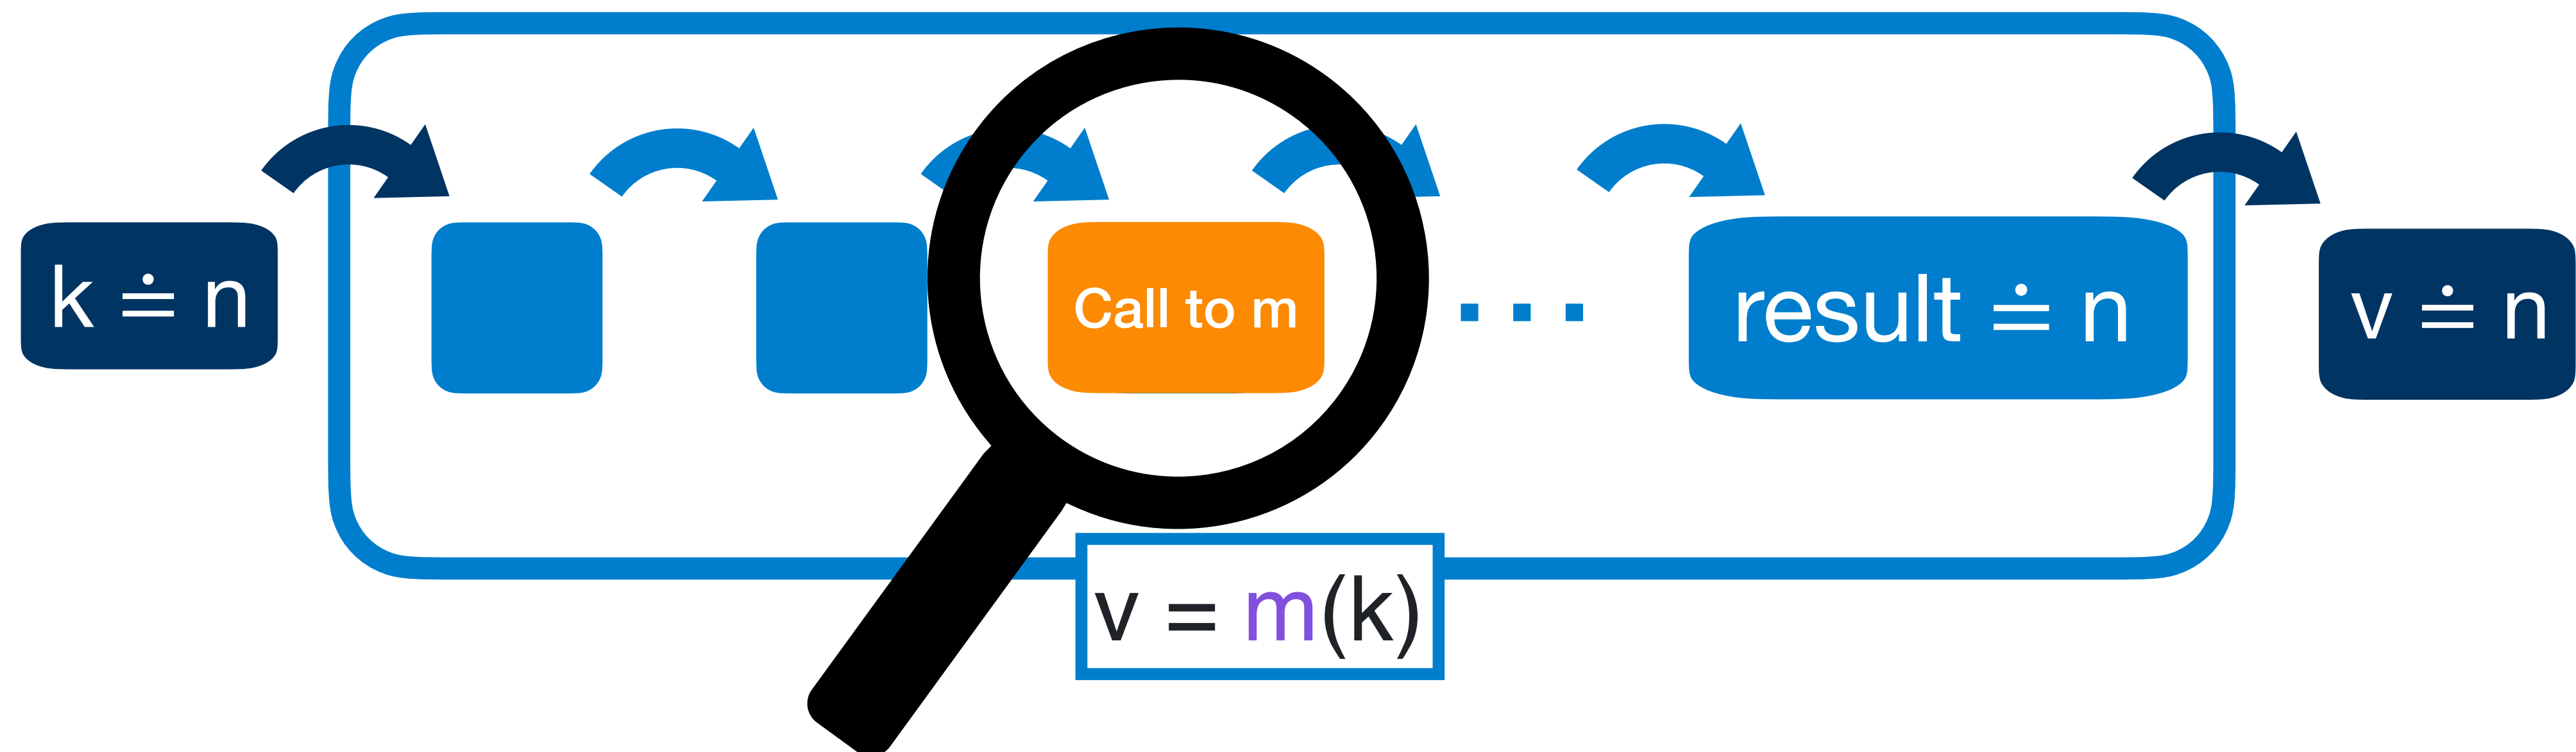 k ≐ n
Call to m
...
result ≐ n
v ≐ n
v = m(k)